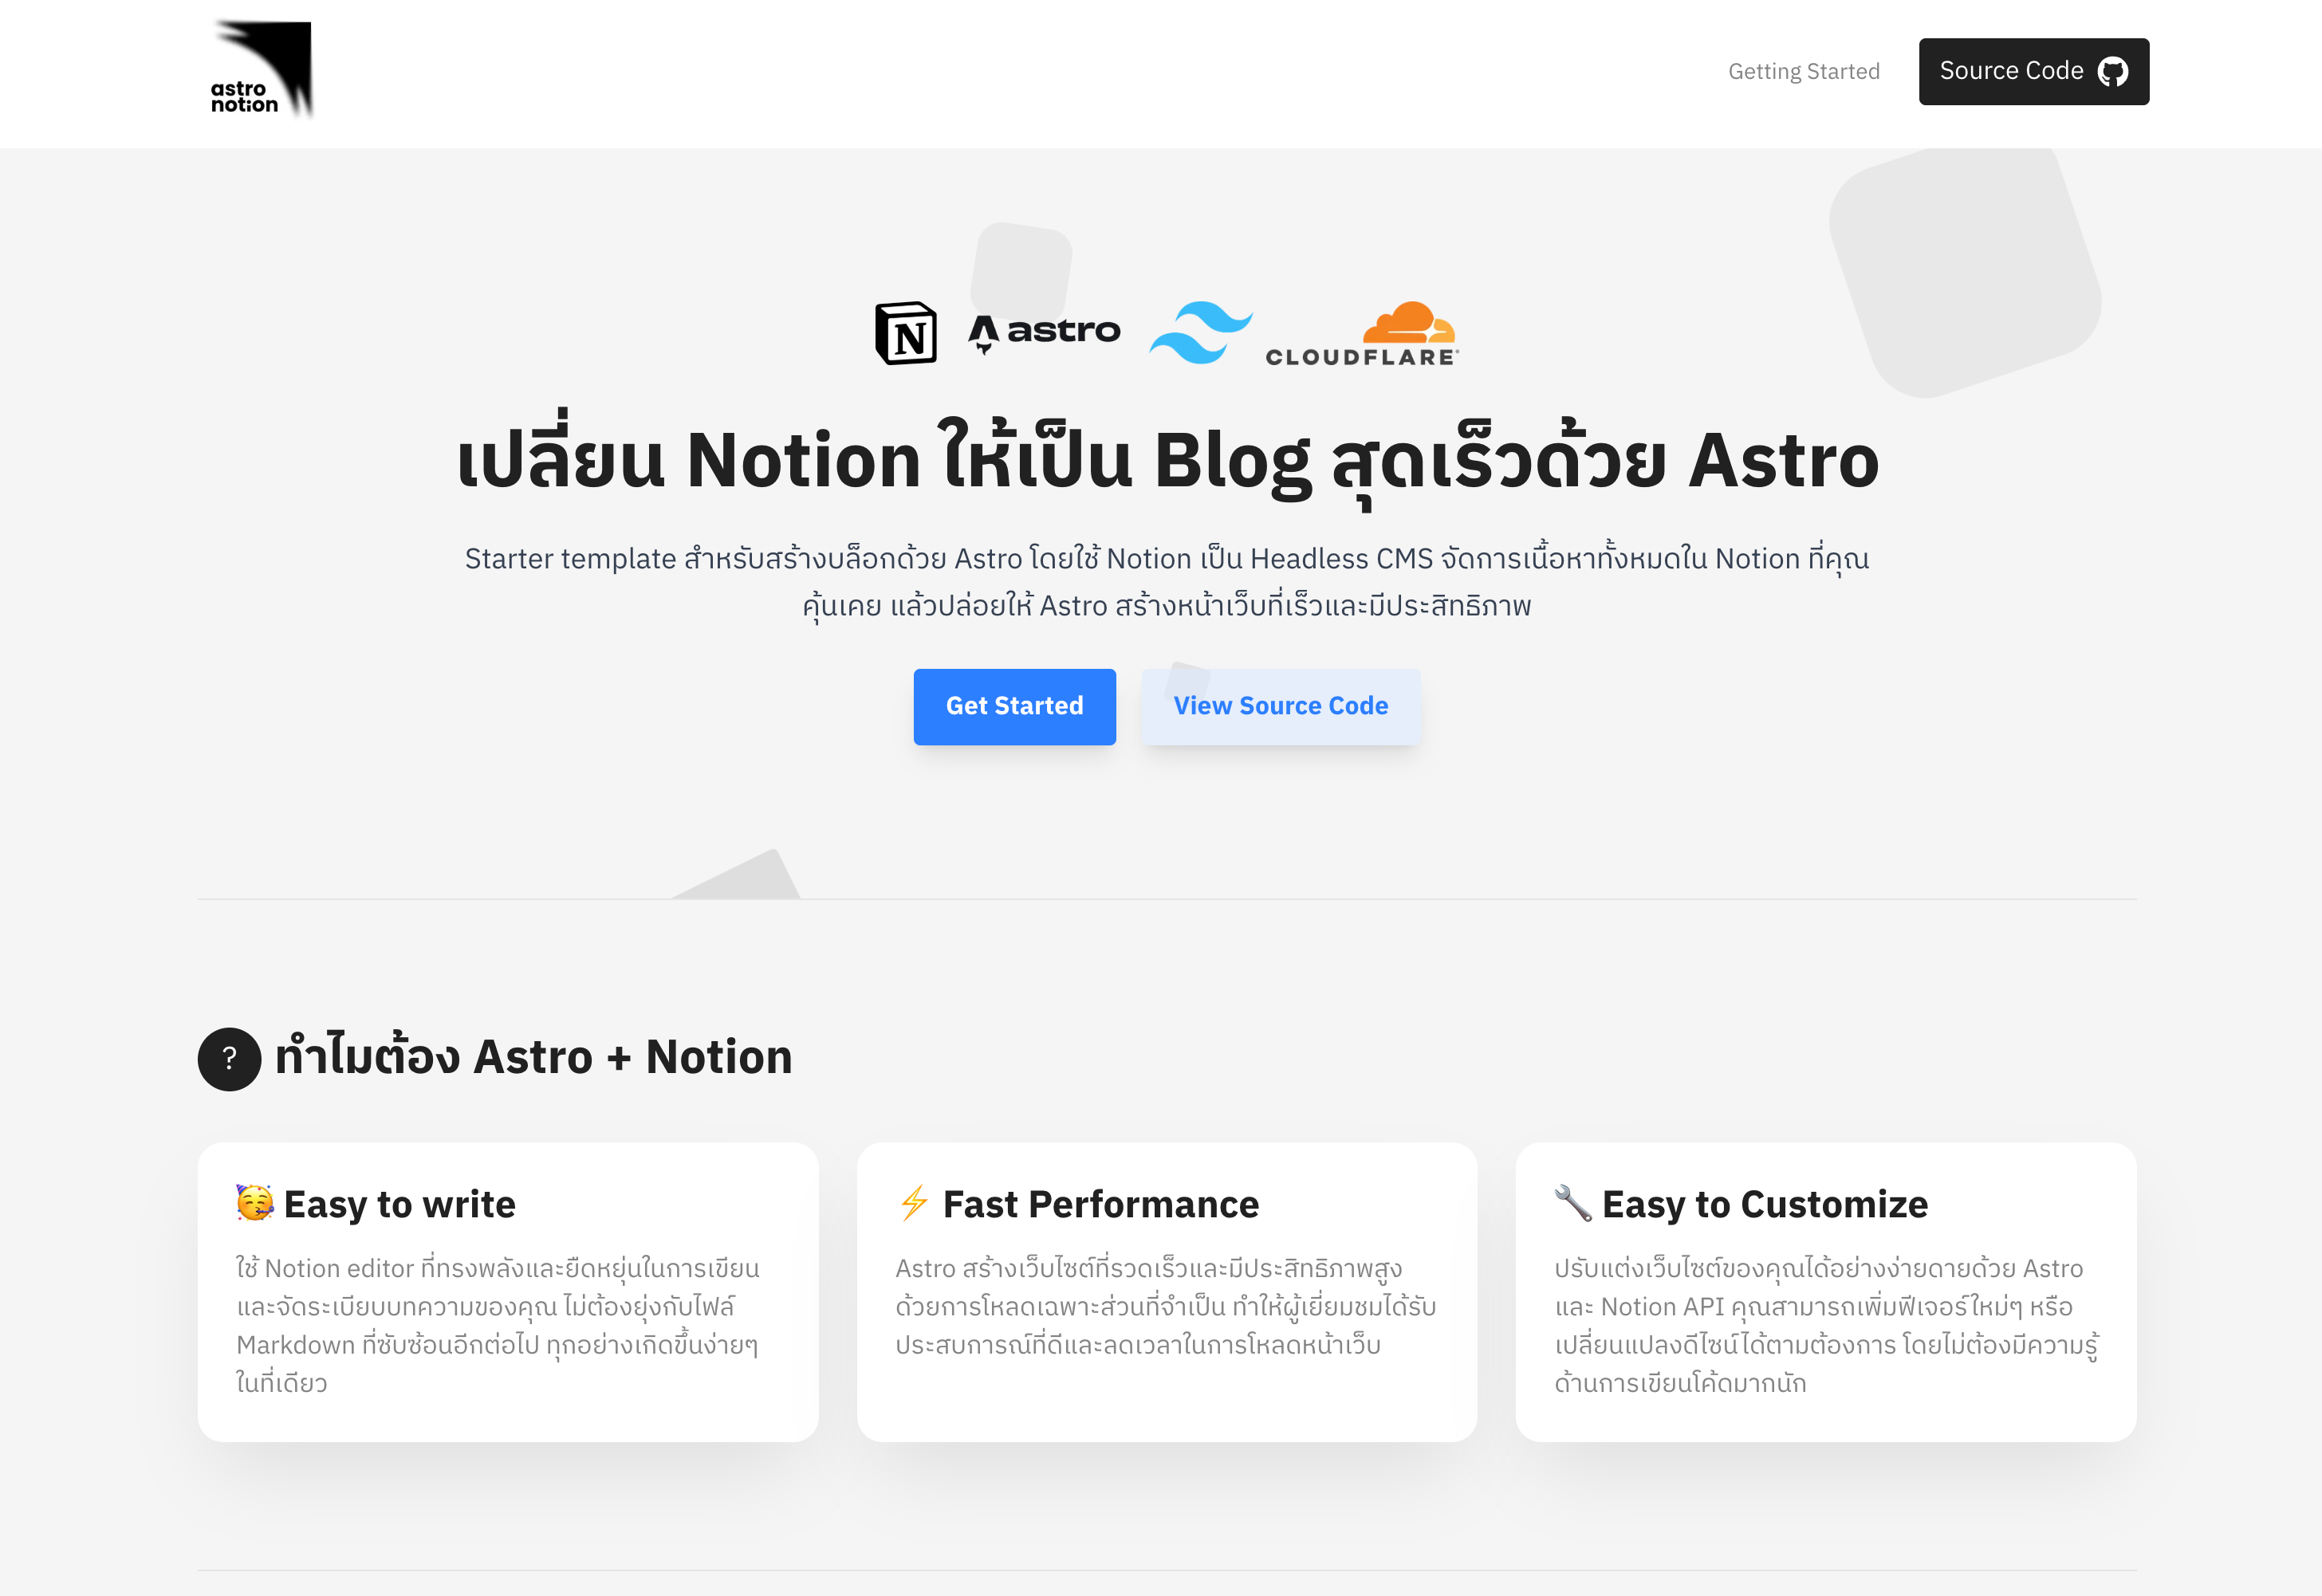 astro
notion
Getting Started
Source Code
N
astro
CLOUDFLARE
เปลี่ยน Notion ให้เป็น Blog สุดเร็วด้วย Astro
Starter template สำหรับสร้างบล็อกด้วย Astro โดยใช้ Notion เป็น Headless CMS จัดการเนื้อหาทั้งหมดใน Notion ที่คุณ
คุ้นเคย แล้วปล่อยให้ Astro สร้างหน้าเว็บที่เร็วและมีประสิทธิภาพ
Get Started
View Source Code
? ทำไมต้อง Astro + Notion
🥳 Easy to write
ใช้ Notion editor ที่ทรงพลังและยืดหยุ่นในการเขียน
และจัดระเบียบบทความของคุณ ไม่ต้องยุ่งกับไฟล์
Markdown ที่ซับซ้อนอีกต่อไป ทุกอย่างเกิดขึ้นง่ายๆ
ในที่เดียว
⚡ Fast Performance
Astro สร้างเว็บไซต์ที่รวดเร็วและมีประสิทธิภาพสูง
ด้วยการโหลดเฉพาะส่วนที่จำเป็น ทำให้ผู้เยี่ยมชมได้รับ
ประสบการณ์ที่ดีและลดเวลาในการโหลดหน้าเว็บ
🔧 Easy to Customize
ปรับแต่งเว็บไซต์ของคุณได้อย่างง่ายดายด้วย Astro
และ Notion API คุณสามารถเพิ่มฟีเจอร์ใหม่ๆ หรือ
เปลี่ยนแปลงดีไซน์ได้ตามต้องการ โดยไม่ต้องมีความรู้
ด้านการเขียนโค้ดมากนัก